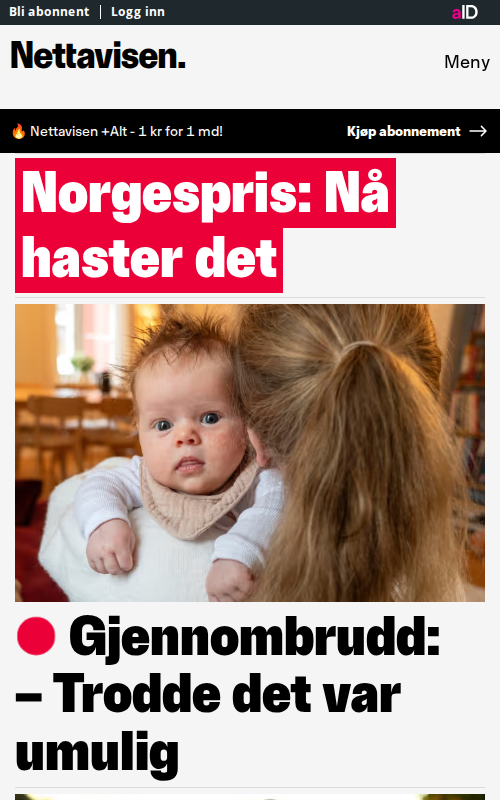 Bli abonnent | Logg inn
aID
Nettavisen.
Meny
🔥 Nettavisen +Alt - 1 kr for 1 md!
Kjøp abonnement →
Norgespris: Nå
haster det
Gjennombrudd:
– Trodde det var
umulig